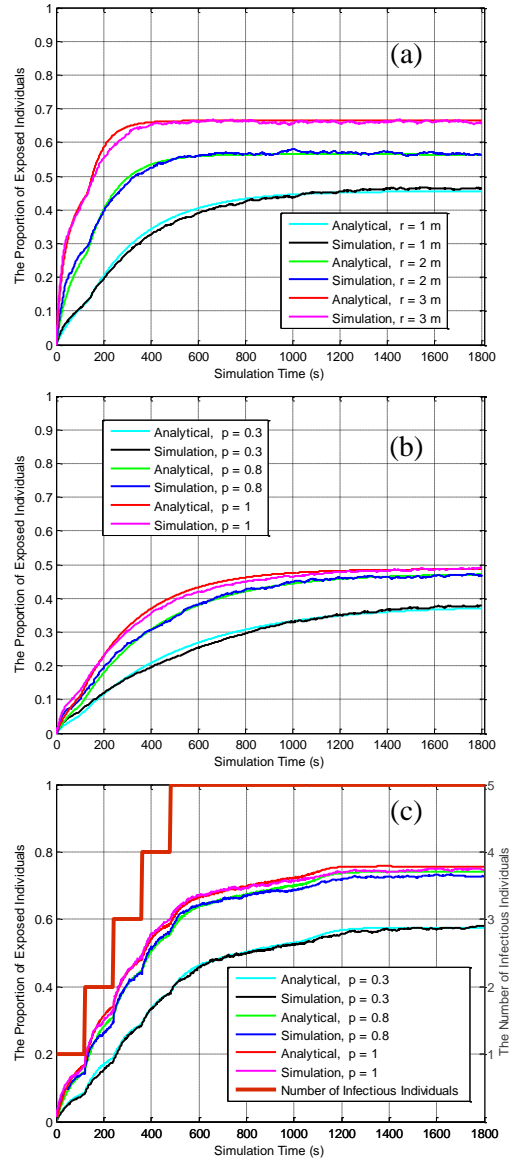 1
0.9
0.8
0.7
0.6
0.5
0.4
0.3
0.2
0.1
0
The Proportion of Exposed Individuals
(a)
Analytical, r = 1 m
Simulation, r = 1 m
Analytical, r = 2 m
Simulation, r = 2 m
Analytical, r = 3 m
Simulation, r = 3 m
0 200 400 600 800 1000 1200 1400 1600 1800
Simulation Time (s)
1
0.9
0.8
0.7
0.6
0.5
0.4
0.3
0.2
0.1
0
The Proportion of Exposed Individuals
(b)
Analytical, p = 0.3
Simulation, p = 0.3
Analytical, p = 0.8
Simulation, p = 0.8
Analytical, p = 1
Simulation, p = 1
0 200 400 600 800 1000 1200 1400 1600 1800
Simulation Time (s)
1
0.8
0.6
0.4
0.2
0
The Proportion of Exposed Individuals
(c)
5
4
3
2
1
The Number of Infectious Individuals
Analytical, p = 0.3
Simulation, p = 0.3
Analytical, p = 0.8
Simulation, p = 0.8
Analytical, p = 1
Simulation, p = 1
Number of Infectious Individuals
0 200 400 600 800 1000 1200 1400 1600 1800
Simulation Time (s)